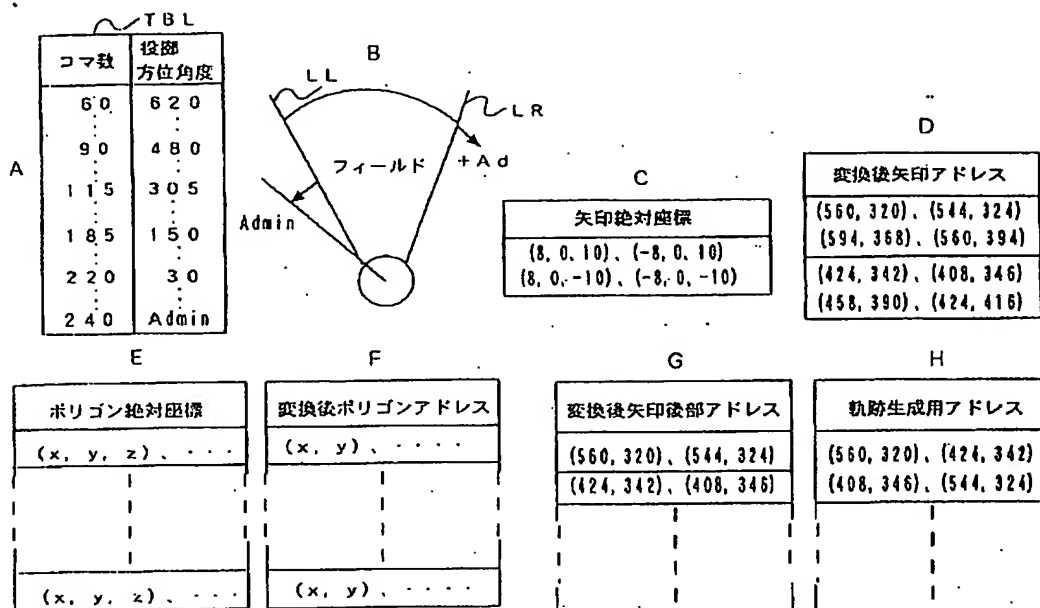 TBL
A
コマ数 投擲方位角度
60 620
90 480
115 305
185 150
220 30
240 Admin
B
LL
LR
フィールド
+Ad
Admin
C
矢印絶対座標
(8, 0, 10)、(-8, 0, 10)
(8, 0, -10)、(-8, 0, -10)
D
変換後矢印アドレス
(560, 320)、(544, 324)
(594, 368)、(560, 394)
(424, 342)、(408, 346)
(458, 390)、(424, 416)
E
ポリゴン絶対座標
(x, y, z)、····
(x, y, z)、····
F
変換後ポリゴンアドレス
(x, y)、····
(x, y)、····
G
変換後矢印後部アドレス
(560, 320)、(544, 324)
(424, 342)、(408, 346)
H
軌跡生成用アドレス
(560, 320)、(424, 342)
(408, 346)、(544, 324)